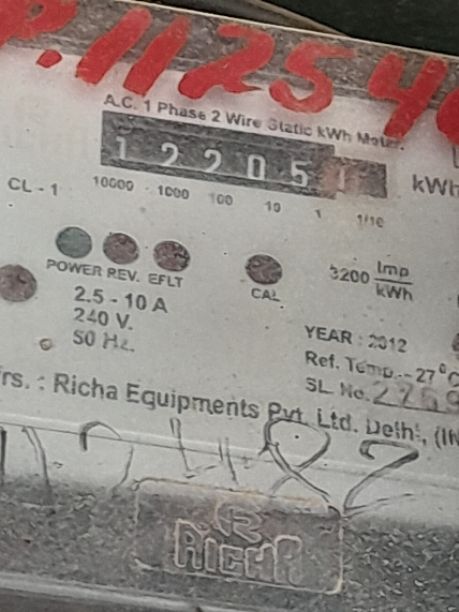 P.11254
A.C. 1 Phase 2 Wire Static kWh Meter.
1 2 2 0 5
kWh
CL - 1
10000 1000 100 10 1 1/10
POWER REV. EFLT
CAL
3200 Imp
kWh
2.5 - 10 A
240 V.
50 Hz.
YEAR : 2012
Ref. Temp.-27°C
SL. No.
frs. : Richa Equipments Pvt. Ltd. Delhi, (IN
RICHA